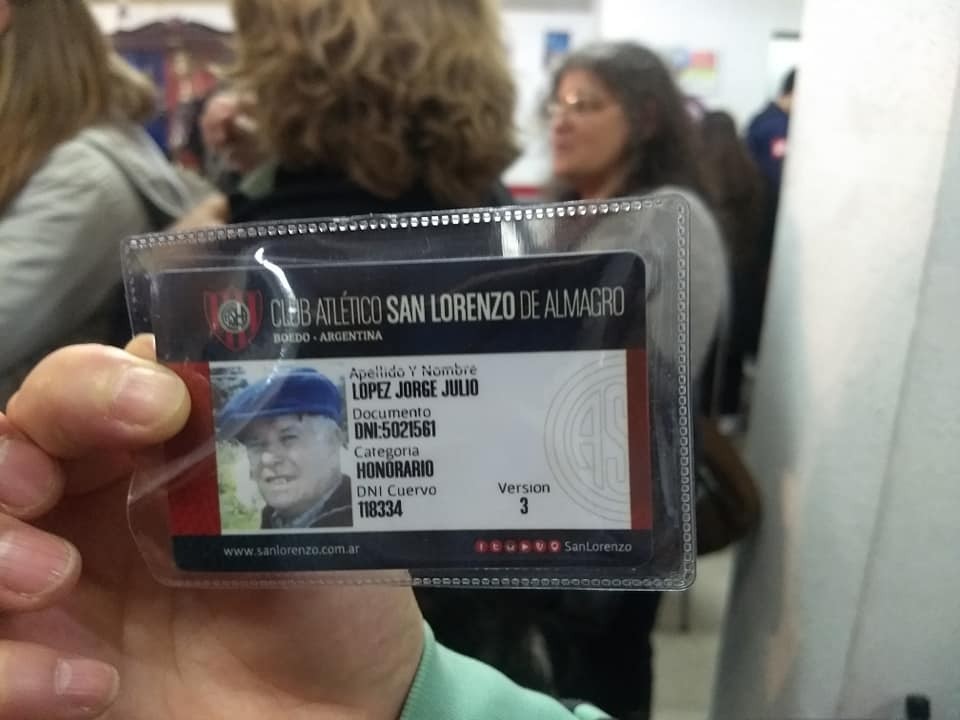 CLUB ATLÉTICO SAN LORENZO DE ALMAGRO
BOEDO - ARGENTINA
Apellido Y Nombre
LOPEZ JORGE JULIO
Documento
DNI:5021561
Categoria
HONORARIO
DNI Cuervo
118334
Version
3
www.sanlorenzo.com.ar
SanLorenzo